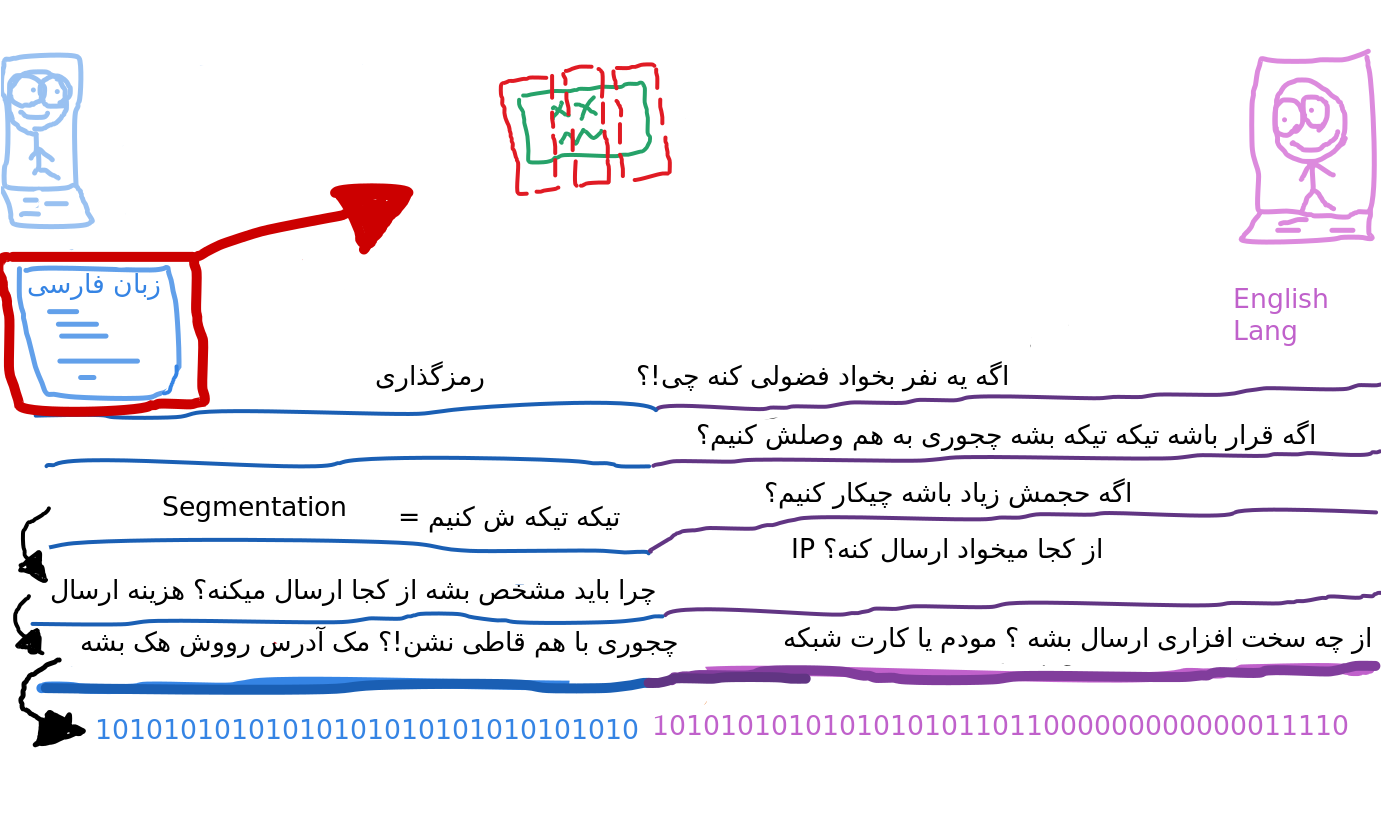 زبان فارسی
English
Lang
اگه یه نفر بخواد فضولی کنه چی!؟
رمزگذاری
اگه قرار باشه تیکه تیکه بشه چجوری به هم وصلش کنیم؟
اگه حجمش زیاد باشه چیکار کنیم؟
تیکه تیکه ش کنیم =
Segmentation
از کجا میخواد ارسال کنه؟ IP
چرا باید مشخص بشه از کجا ارسال میکنه؟ هزینه ارسال
از چه سخت افزاری ارسال بشه ؟ مودم یا کارت شبکه
چجوری با هم قاطی نشن!؟ مک آدرس رووش هک بشه
10101010101010101010101010101010
10101010101010101011011000000000000011110